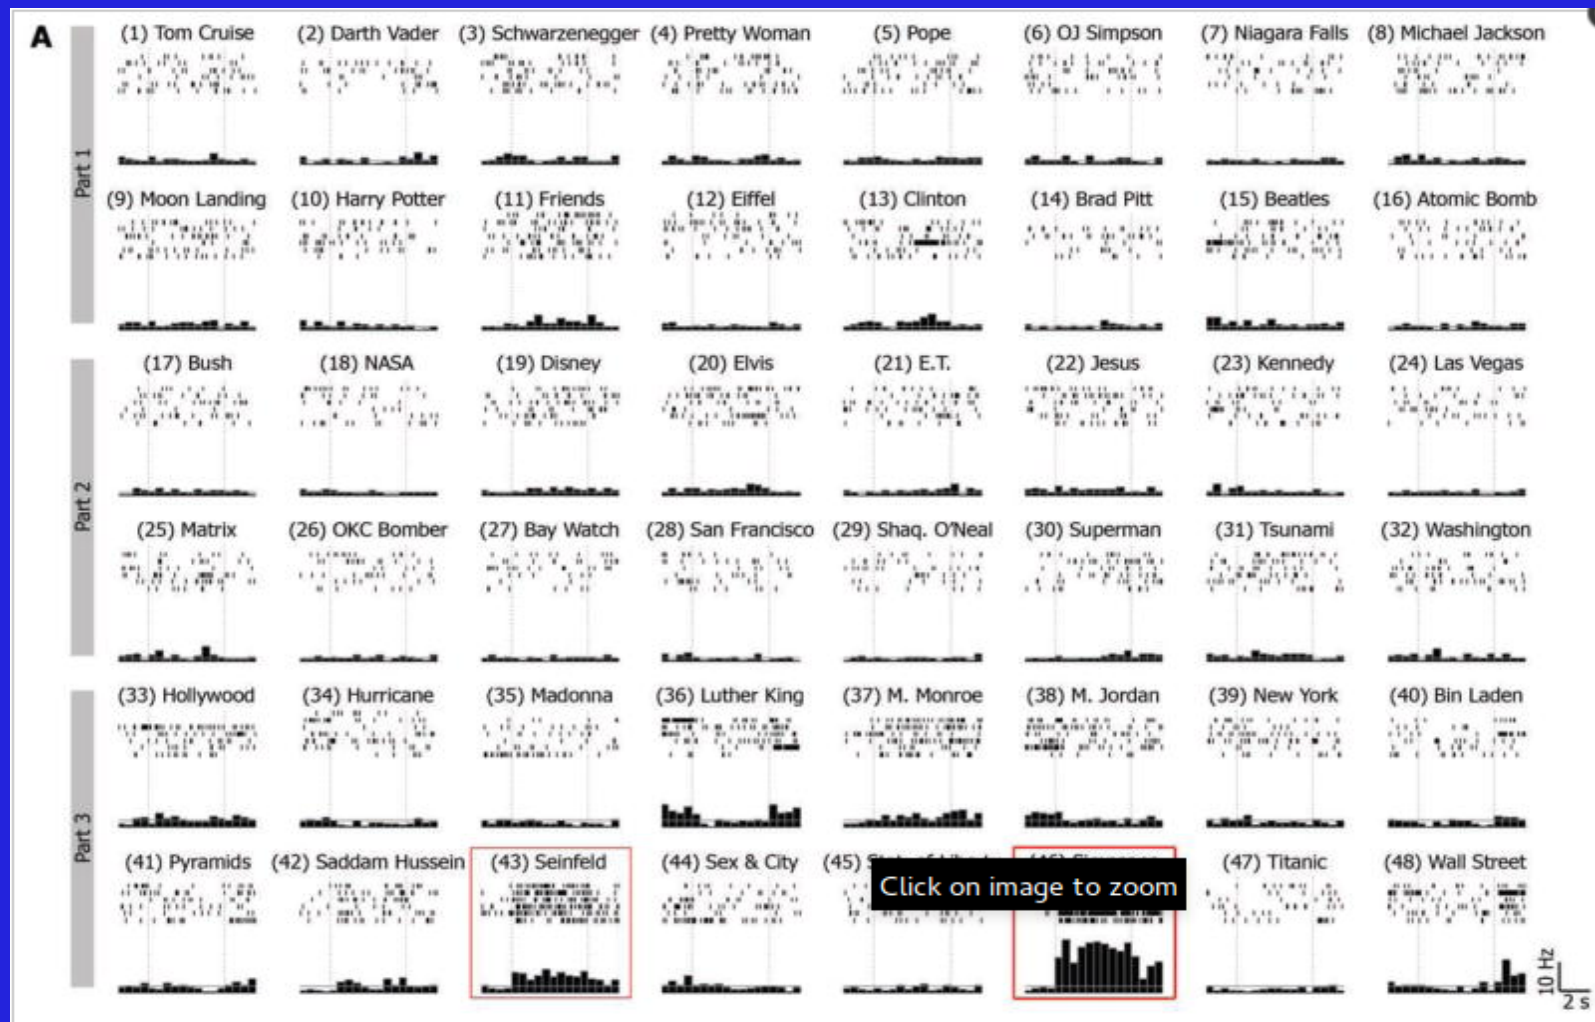 A
Part 1
(1) Tom Cruise (2) Darth Vader (3) Schwarzenegger (4) Pretty Woman (5) Pope (6) OJ Simpson (7) Niagara Falls (8) Michael Jackson
(9) Moon Landing (10) Harry Potter (11) Friends (12) Eiffel (13) Clinton (14) Brad Pitt (15) Beatles (16) Atomic Bomb
Part 2
(17) Bush (18) NASA (19) Disney (20) Elvis (21) E.T. (22) Jesus (23) Kennedy (24) Las Vegas
(25) Matrix (26) OKC Bomber (27) Bay Watch (28) San Francisco (29) Shaq. O'Neal (30) Superman (31) Tsunami (32) Washington
Part 3
(33) Hollywood (34) Hurricane (35) Madonna (36) Luther King (37) M. Monroe (38) M. Jordan (39) New York (40) Bin Laden
(41) Pyramids (42) Saddam Hussein (43) Seinfeld (44) Sex & City (45) (47) Titanic (48) Wall Street
Click on image to zoom
10 Hz
2 s